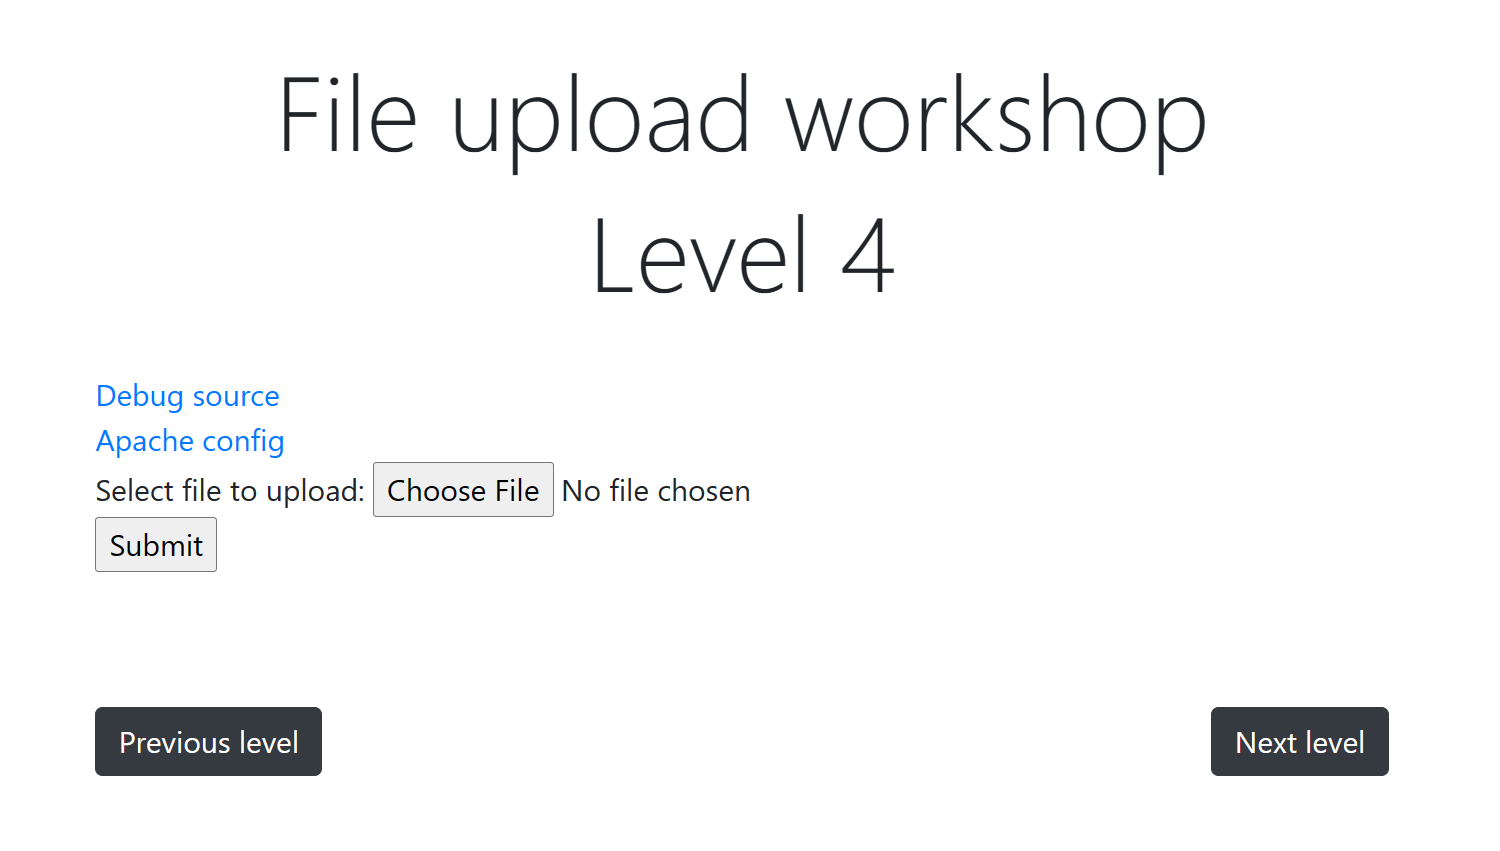 File upload workshop
Level 4
Debug source
Apache config
Select file to upload: Choose File No file chosen
Submit
Previous level
Next level